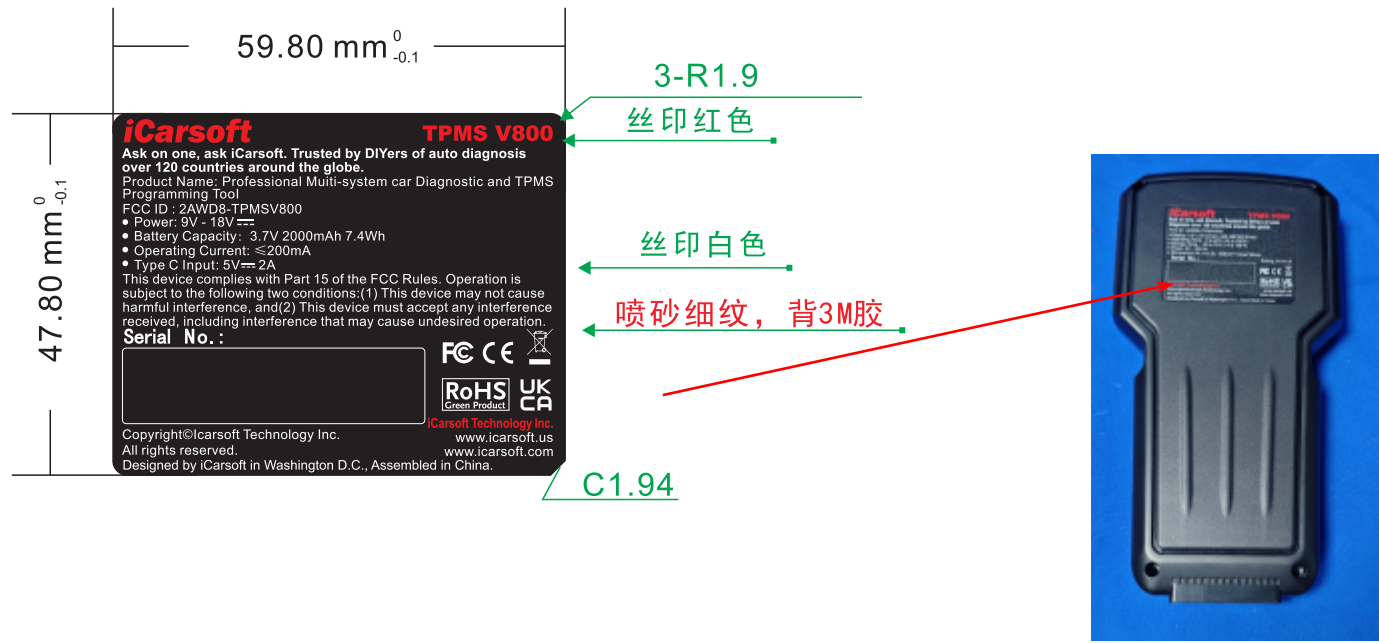 59.80 mm 0 -0.1
3-R1.9
丝印红色
47.80 mm 0 -0.1
iCarsoft TPMS V800
Ask on one, ask iCarsoft. Trusted by DIYers of auto diagnosis
over 120 countries around the globe.
Product Name: Professional Multi-system car Diagnostic and TPMS
Programming Tool
FCC ID : 2AWD8-TPMSV800
• Power: 9V - 18V⎓
• Battery Capacity: 3.7V 2000mAh 7.4Wh
• Operating Current: ≤200mA
• Type C Input: 5V⎓ 2A
This device complies with Part 15 of the FCC Rules. Operation is
subject to the following two conditions:(1) This device may not cause
harmful interference, and(2) This device must accept any interference
received, including interference that may cause undesired operation.
Serial No.:
FC CE
RoHS
Green Product
UK
CA
iCarsoft Technology Inc.
Copyright©Icarsoft Technology Inc.
www.icarsoft.us
All rights reserved.
www.icarsoft.com
Designed by iCarsoft in Washington D.C., Assembled in China.
丝印白色
喷砂细纹，背3M胶
C1.94
iCarsoft TPMS V800